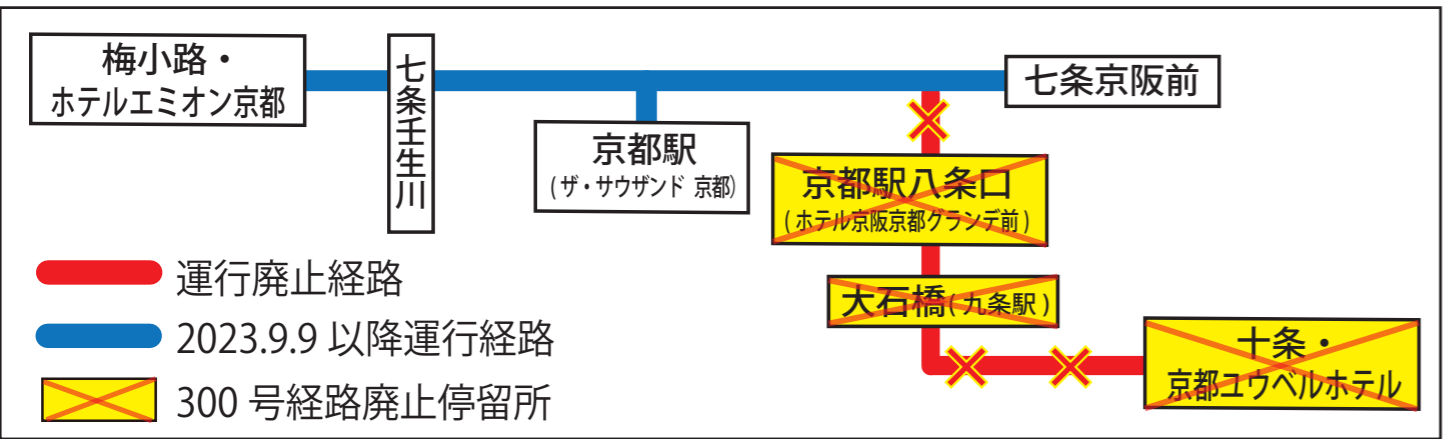 梅小路・
ホテルエミオン京都
七条壬生川
京都駅
(ザ・サウザンド 京都)
七条京阪前
京都駅八条口
(ホテル京阪京都グランデ前)
大石橋(九条駅)
十条・
京都ユウベルホテル
運行廃止経路
2023.9.9 以降運行経路
300 号経路廃止停留所